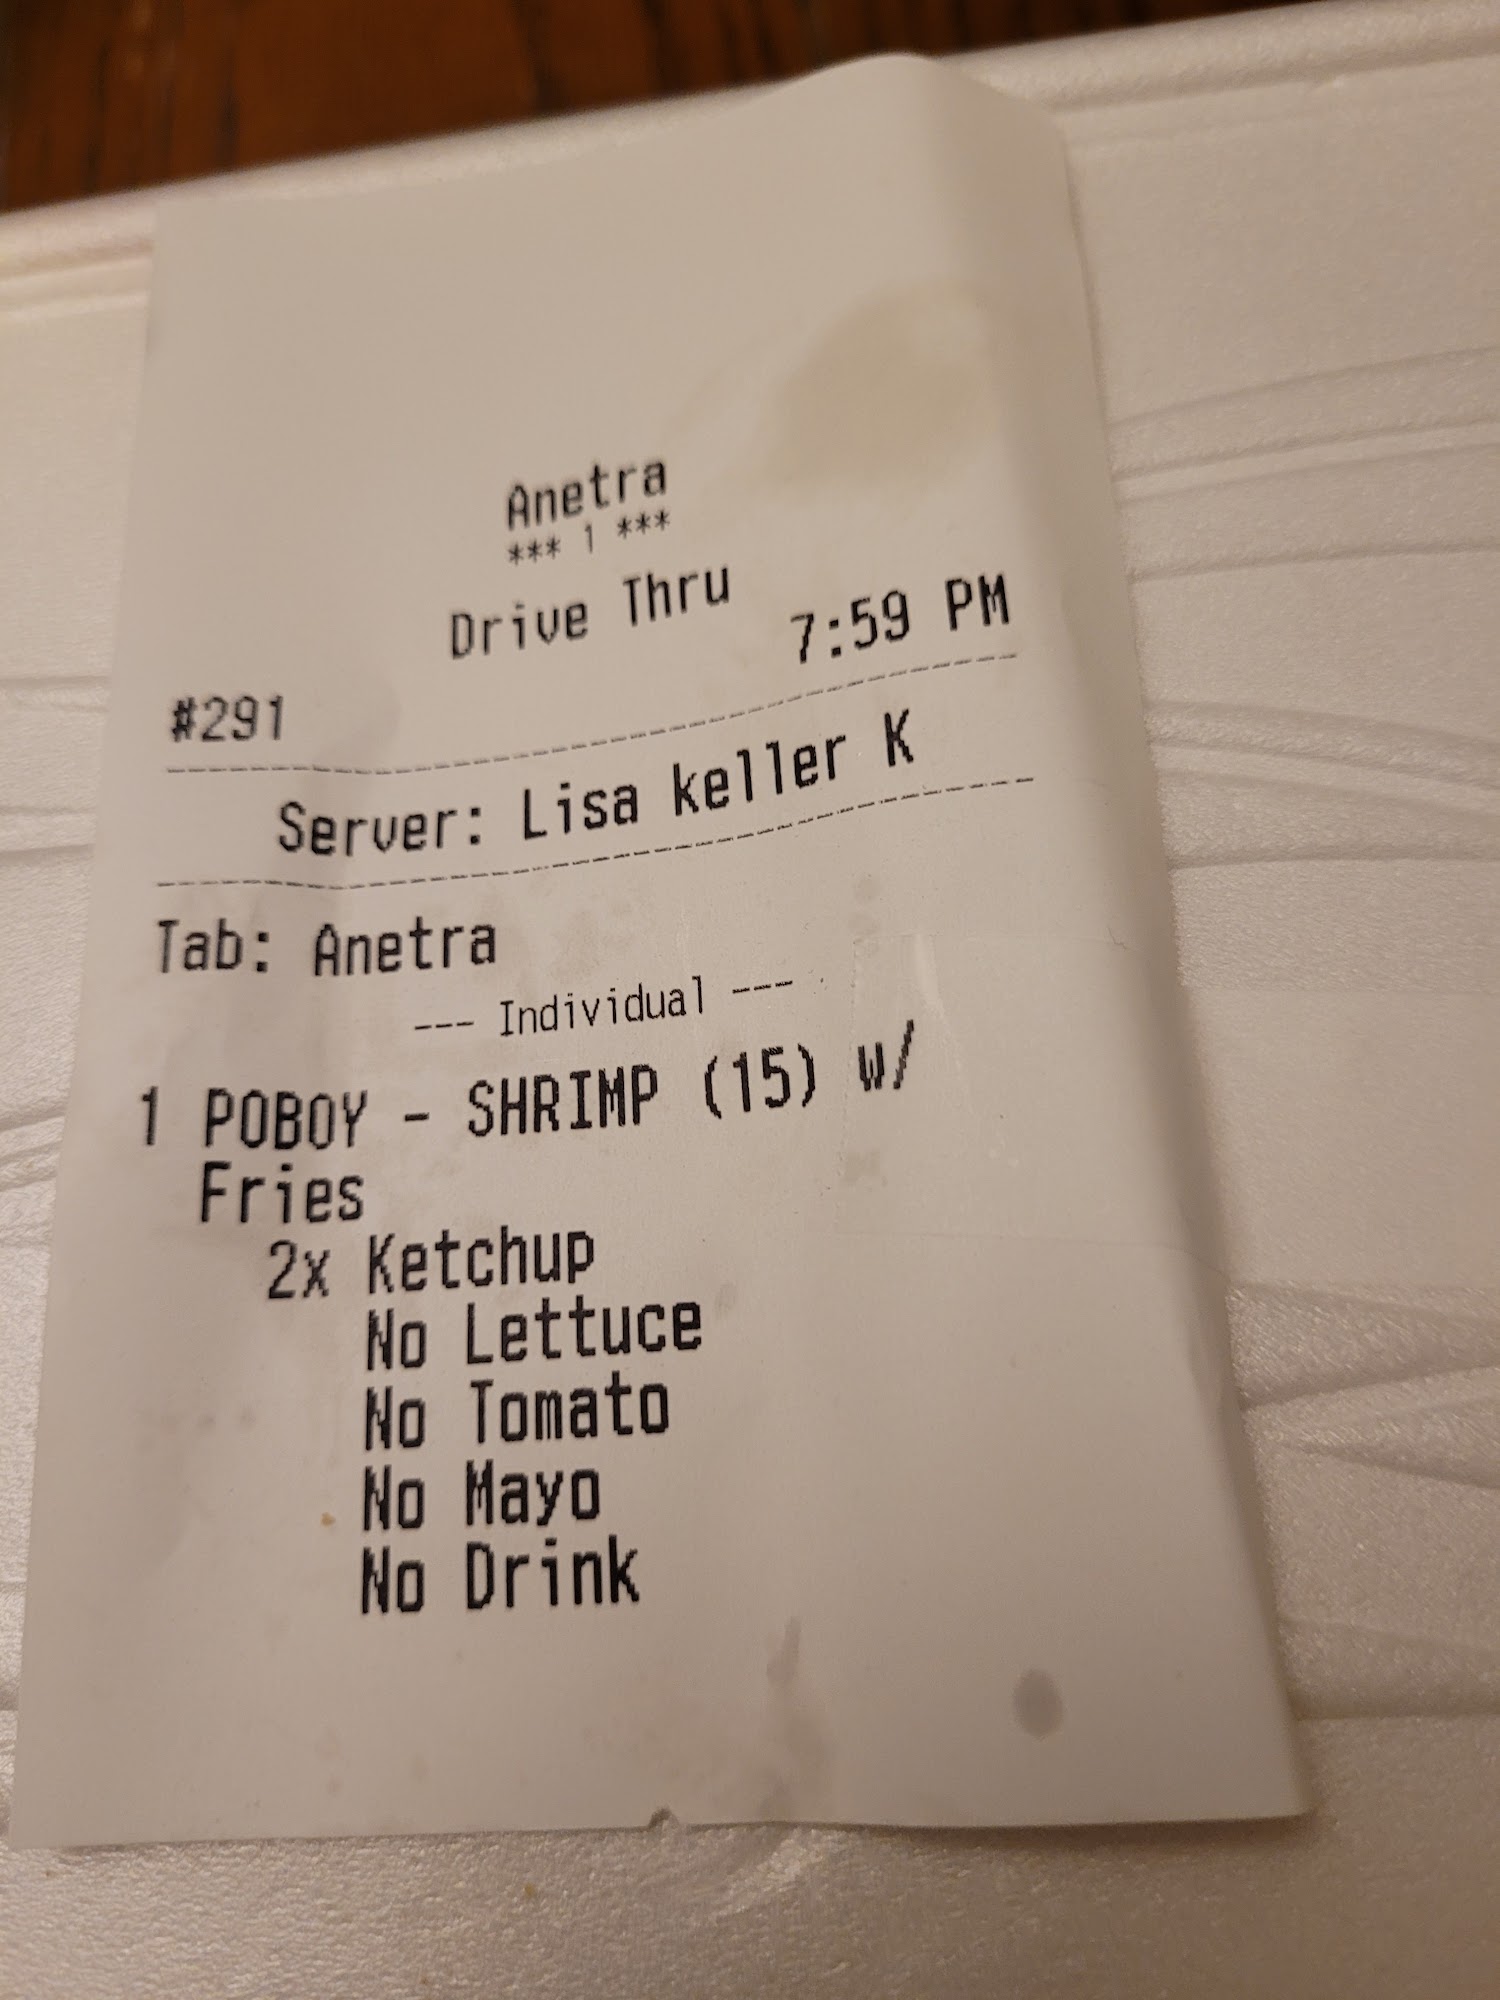 Anetra
*** 1 ***
Drive Thru
#291 7:59 PM
Server: Lisa keller K
Tab: Anetra
--- Individual ---
1 POBOY - SHRIMP (15) w/
Fries
2x Ketchup
No Lettuce
No Tomato
No Mayo
No Drink